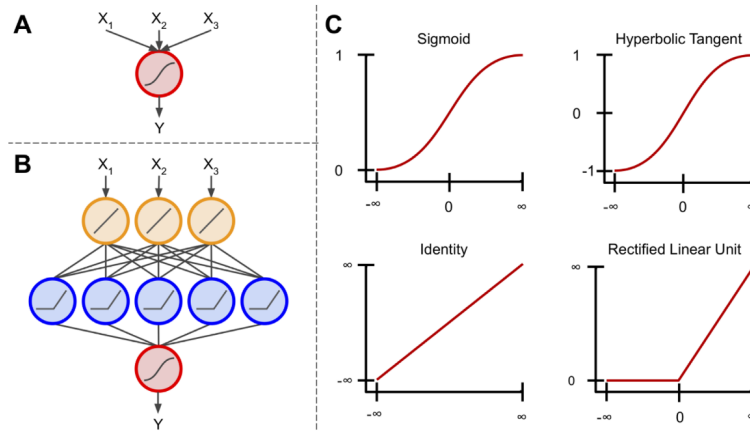 A
X1 X2 X3
Y
B
X1 X2 X3
Y
C
Sigmoid
1
0
-∞ 0 ∞
Hyperbolic Tangent
1
0
-1
-∞ 0 ∞
Identity
∞
-∞
-∞ ∞
Rectified Linear Unit
∞
0
-∞ 0 ∞